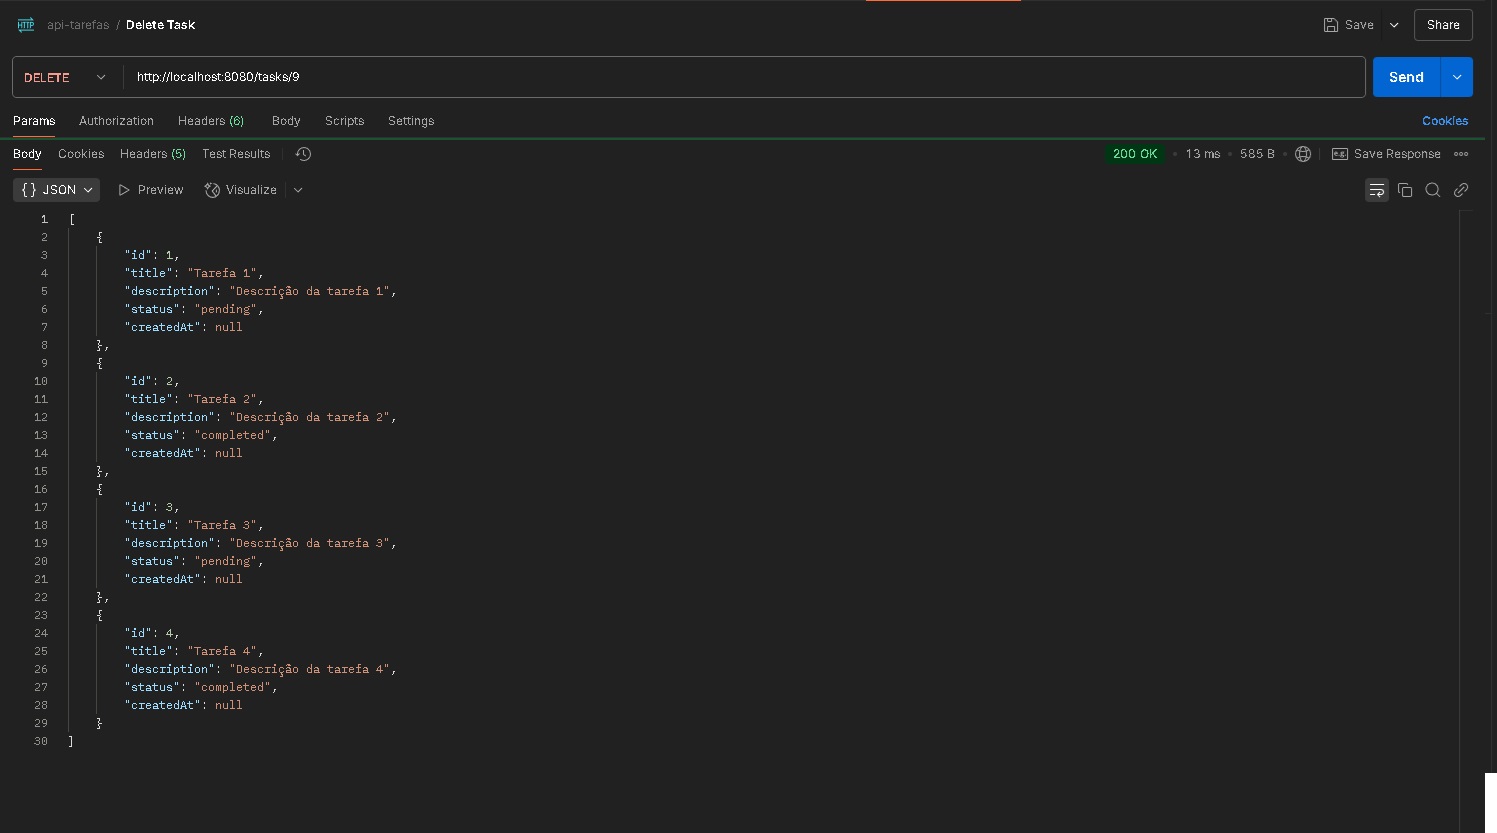 HTTP api-tarefas / Delete Task Save Share
DELETE http://localhost:8080/tasks/9 Send
Params Authorization Headers (6) Body Scripts Settings Cookies
Body Cookies Headers (5) Test Results 200 OK • 13 ms • 585 B • e.g. Save Response
{} JSON Preview Visualize
1 [
2 {
3 "id": 1,
4 "title": "Tarefa 1",
5 "description": "Descrição da tarefa 1",
6 "status": "pending",
7 "createdAt": null
8 },
9 {
10 "id": 2,
11 "title": "Tarefa 2",
12 "description": "Descrição da tarefa 2",
13 "status": "completed",
14 "createdAt": null
15 },
16 {
17 "id": 3,
18 "title": "Tarefa 3",
19 "description": "Descrição da tarefa 3",
20 "status": "pending",
21 "createdAt": null
22 },
23 {
24 "id": 4,
25 "title": "Tarefa 4",
26 "description": "Descrição da tarefa 4",
27 "status": "completed",
28 "createdAt": null
29 }
30 ]